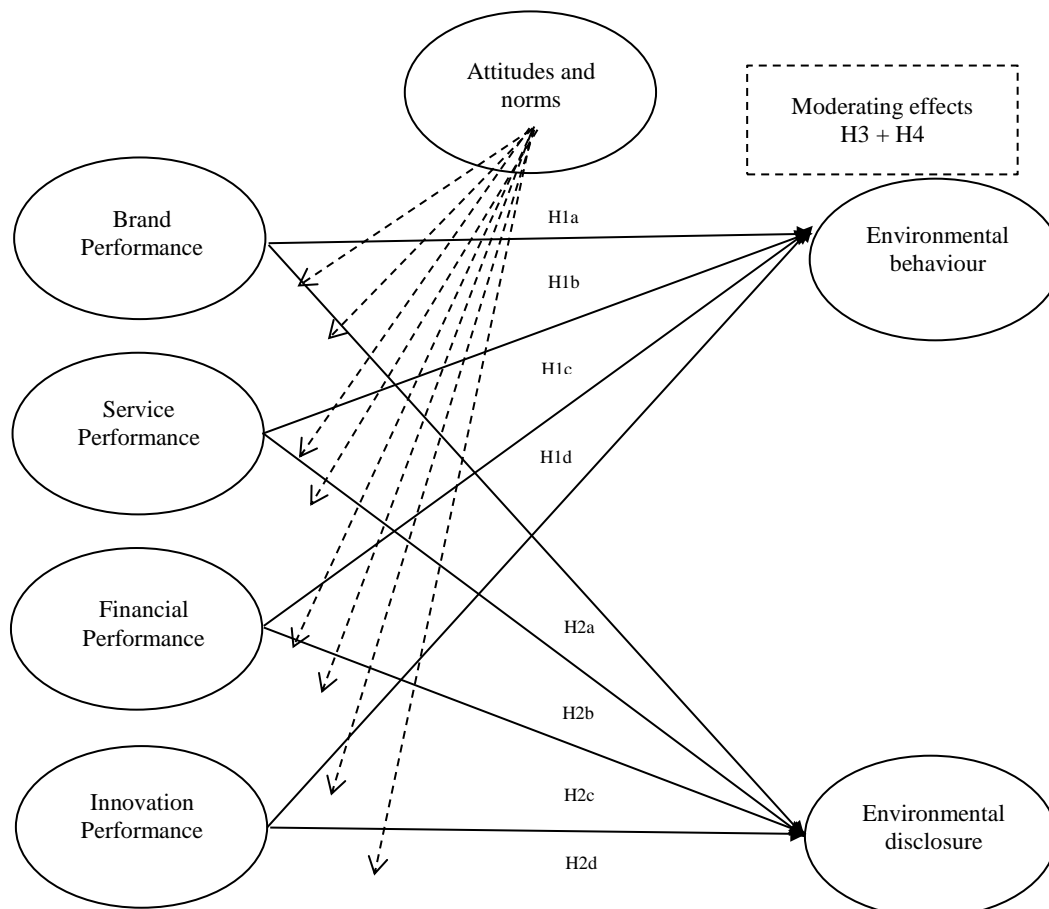 Attitudes and
norms
Moderating effects
H3 + H4
Brand
Performance
H1a
Environmental
behaviour
H1b
H1c
Service
Performance
H1d
Financial
Performance
H2a
H2b
Innovation
Performance
H2c
Environmental
disclosure
H2d